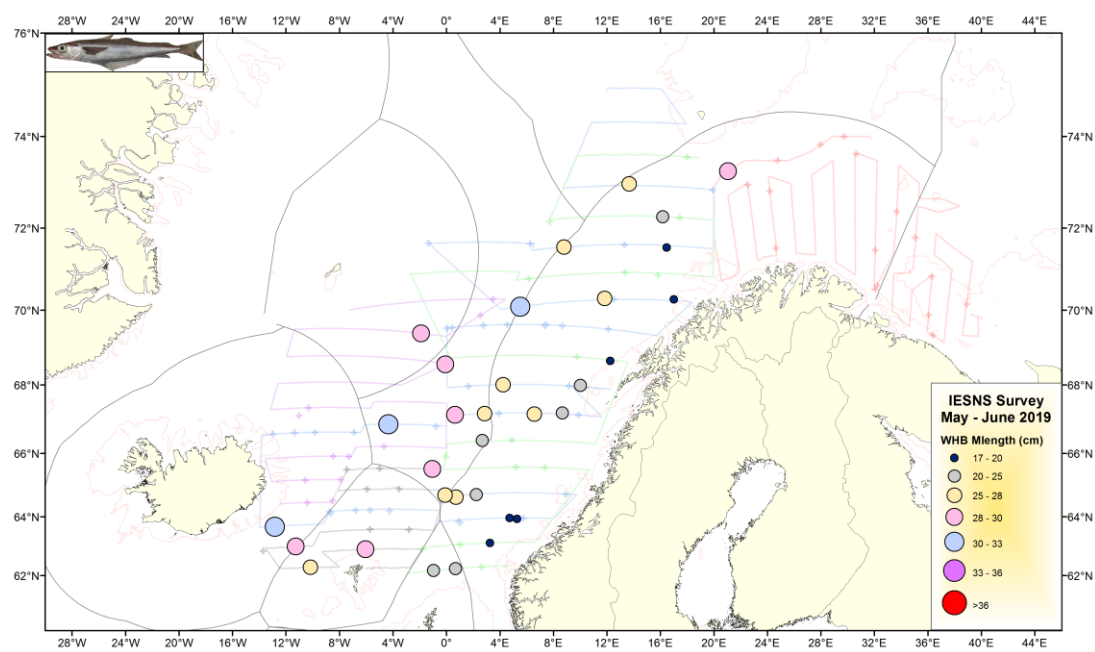 28°W 24°W 20°W 16°W 12°W 8°W 4°W 0° 4°E 8°E 12°E 16°E 20°E 24°E 28°E 32°E 36°E 40°E 44°E
76°N
74°N 74°N
72°N 72°N
70°N 70°N
68°N 68°N
66°N 66°N
64°N 64°N
62°N 62°N
IESNS Survey
May - June 2019
WHB Mlength (cm)
17 - 20
20 - 25
25 - 28
28 - 30
30 - 33
33 - 36
>36
28°W 24°W 20°W 16°W 12°W 8°W 4°W 0° 4°E 8°E 12°E 16°E 20°E 24°E 28°E 32°E 36°E 40°E 44°E